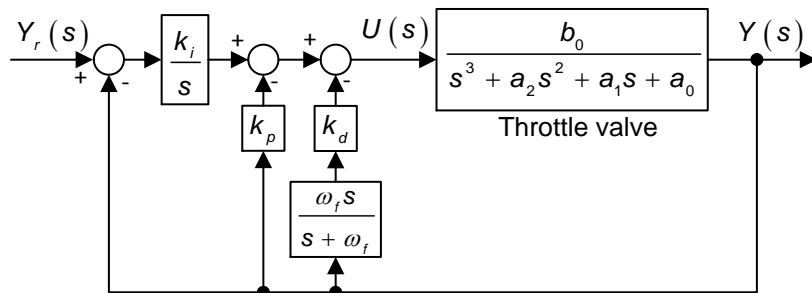 Y_r(s)
+
-
k_i
s
+
-
k_p
+
-
k_d
ω_f s
s + ω_f
U(s)
b_0
s^3 + a_2 s^2 + a_1 s + a_0
Throttle valve
Y(s)